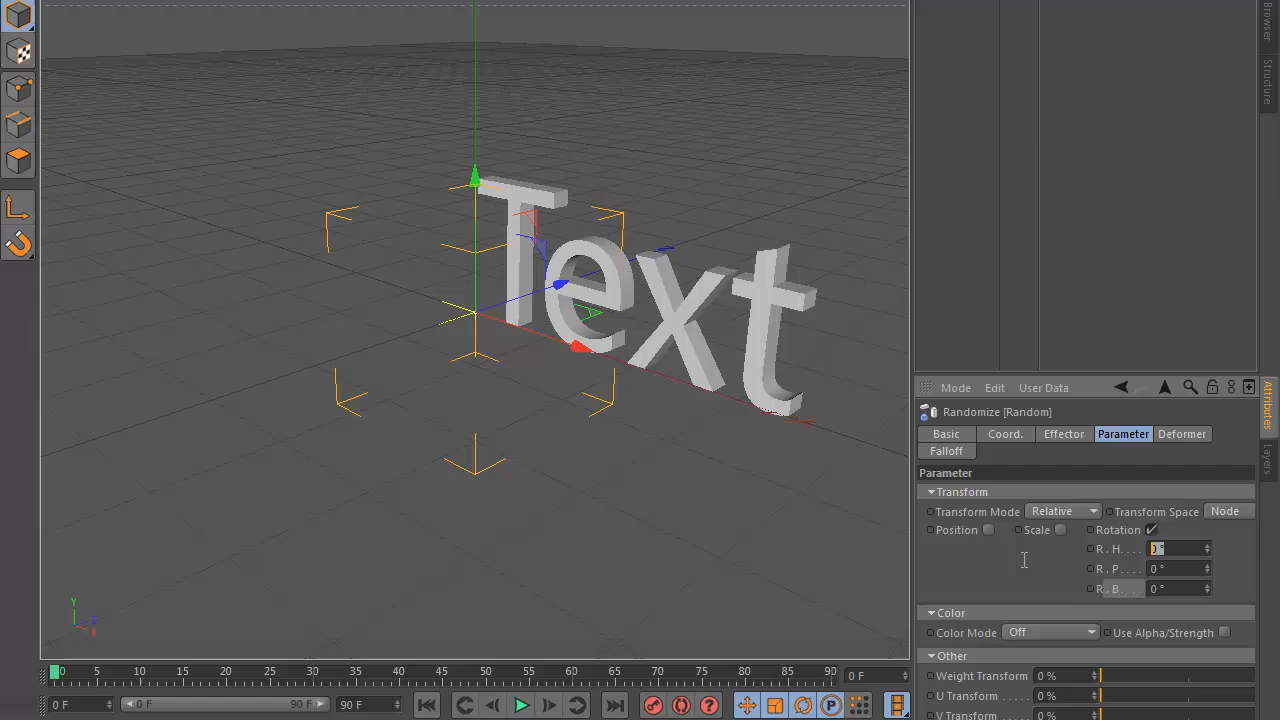 Text
Y
Browser
Structure
Mode Edit User Data
Attributes
Layers
Randomize [Random]
Basic Coord. Effector Parameter Deformer
Falloff
Parameter
Transform
Transform Mode Relative Transform Space Node
Position Scale Rotation
R . H. . . . 0 °
R . P. . . . 0 °
R . B. . . . 0 °
Color
Color Mode Off Use Alpha/Strength
Other
Weight Transform 0 %
U Transform . . . . 0 %
V Transform . . . . 0 %
0 5 10 15 20 25 30 35 40 45 50 55 60 65 70 75 80 85 90 0 F
0 F 0 F 90 F 90 F